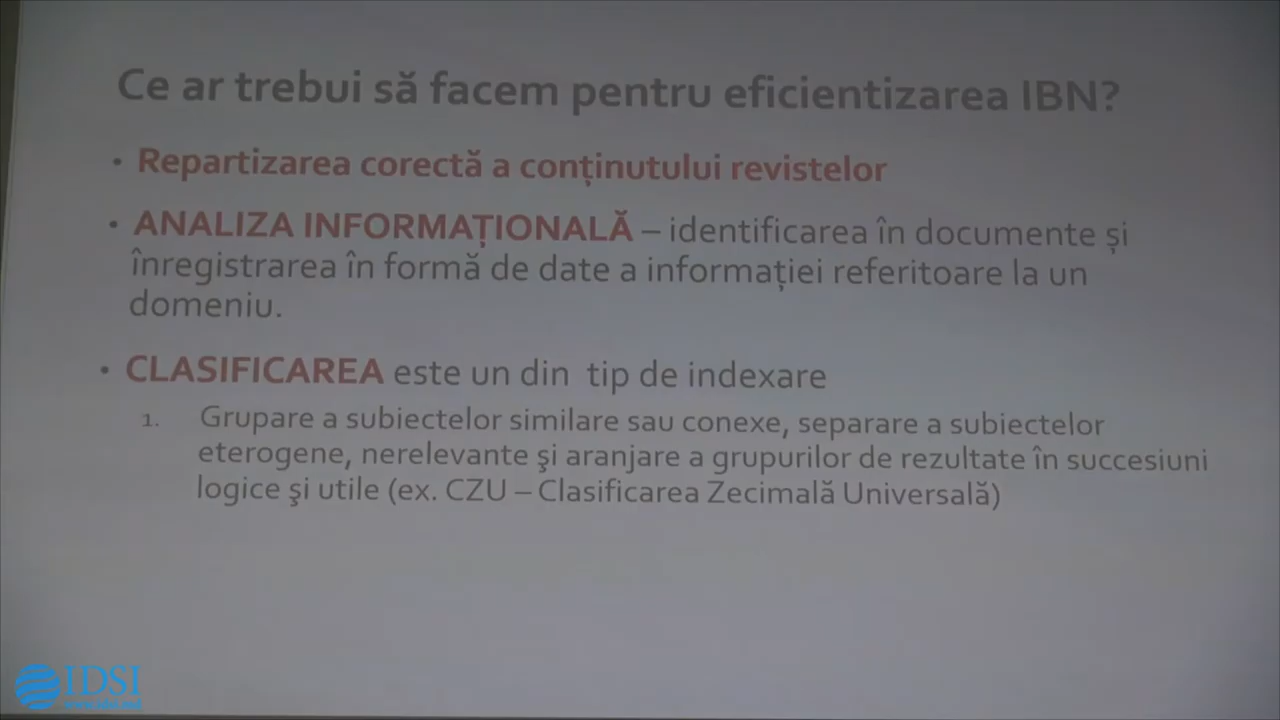 Ce ar trebui să facem pentru eficientizarea IBN?
• Repartizarea corectă a conținutului revistelor
• ANALIZA INFORMAȚIONALĂ – identificarea în documente și
înregistrarea în formă de date a informației referitoare la un
domeniu.
• CLASIFICAREA este un din tip de indexare
1. Grupare a subiectelor similare sau conexe, separare a subiectelor
eterogene, nerelevante şi aranjare a grupurilor de rezultate în succesiuni
logice şi utile (ex. CZU – Clasificarea Zecimală Universală)
IDSI
www.idsi.md